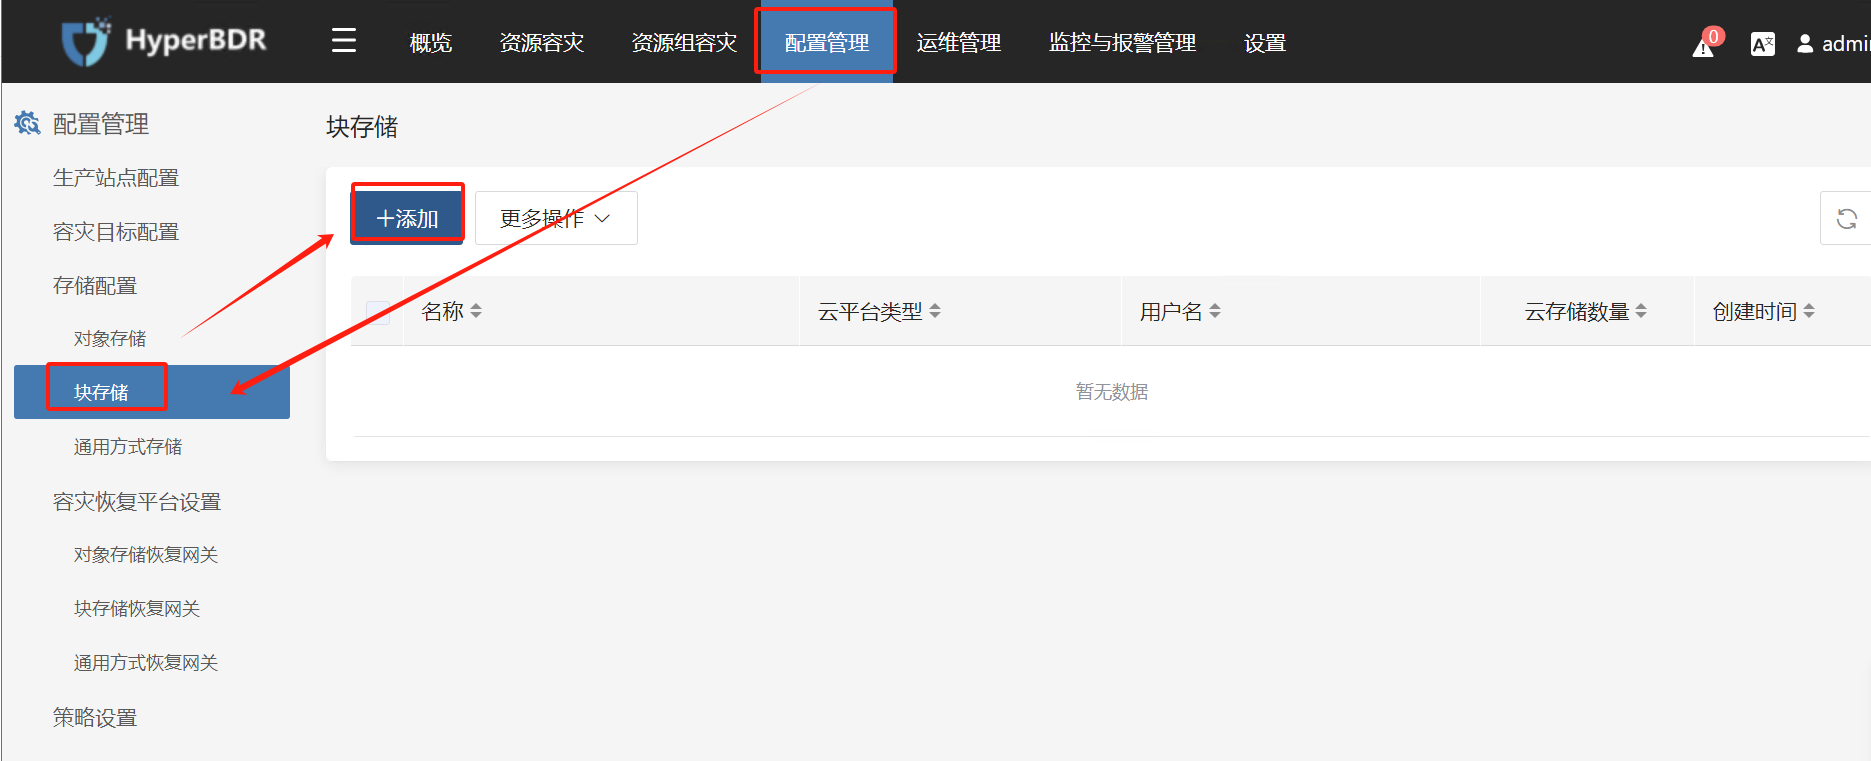 HyperBDR
概览
资源容灾
资源组容灾
配置管理
运维管理
监控与报警管理
设置
0
A文
admi
配置管理
生产站点配置
容灾目标配置
存储配置
对象存储
块存储
通用方式存储
容灾恢复平台设置
对象存储恢复网关
块存储恢复网关
通用方式恢复网关
策略设置
块存储
+添加
更多操作
名称
云平台类型
用户名
云存储数量
创建时间
暂无数据